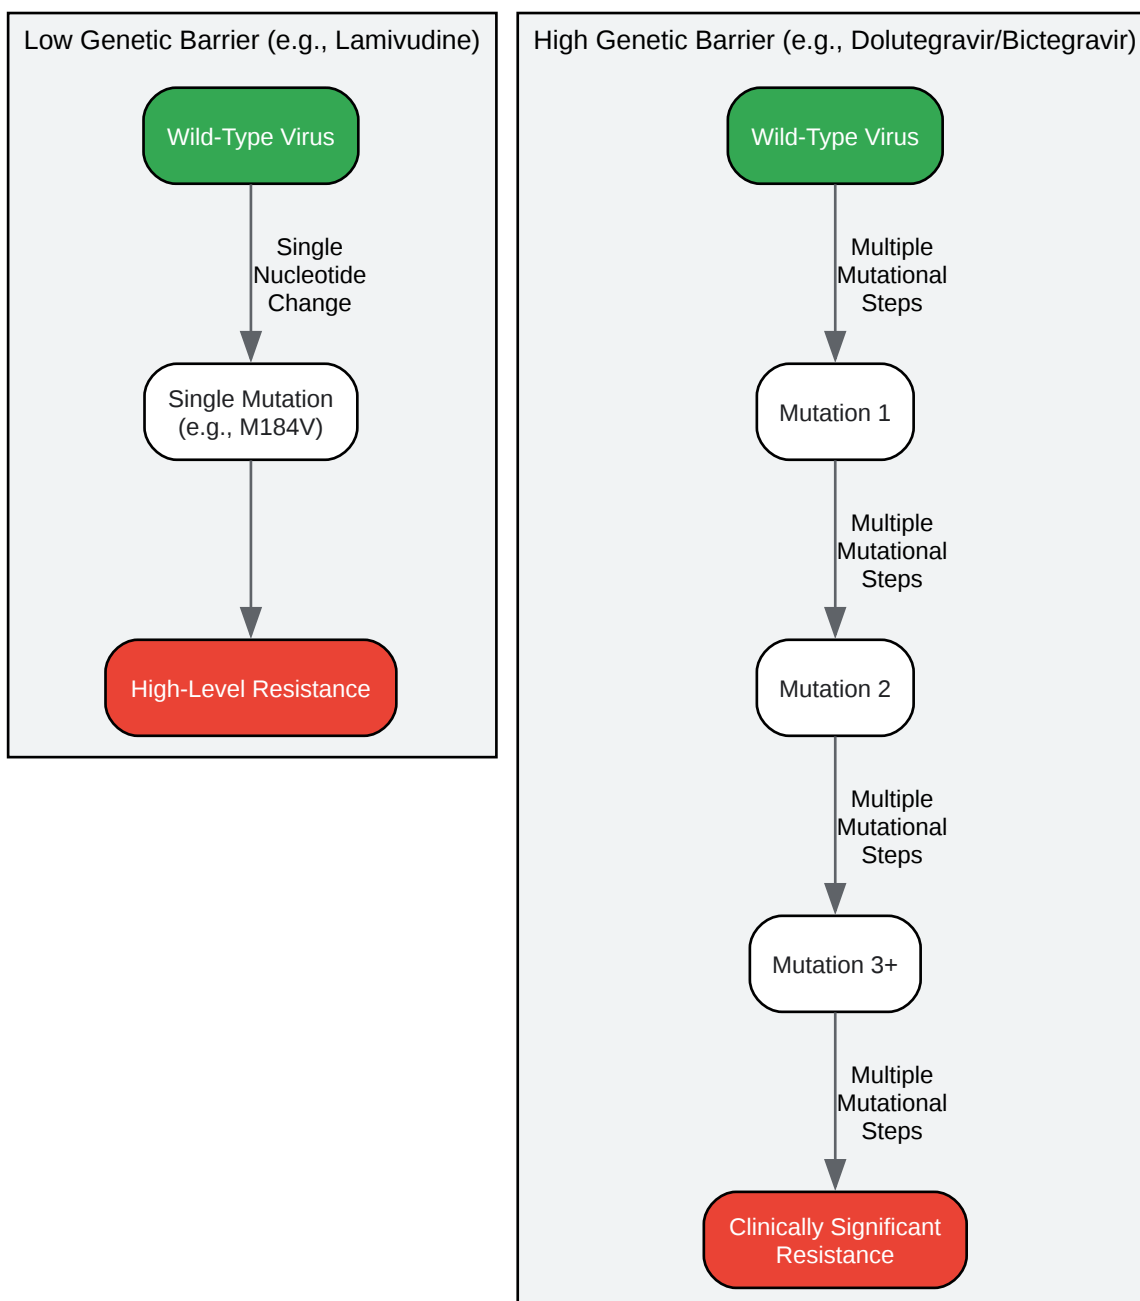 Low Genetic Barrier (e.g., Lamivudine)
Wild-Type Virus
Single
Nucleotide
Change
Single Mutation
(e.g., M184V)
High-Level Resistance
High Genetic Barrier (e.g., Dolutegravir/Bictegravir)
Wild-Type Virus
Multiple
Mutational
Steps
Mutation 1
Multiple
Mutational
Steps
Mutation 2
Multiple
Mutational
Steps
Mutation 3+
Multiple
Mutational
Steps
Clinically Significant
Resistance